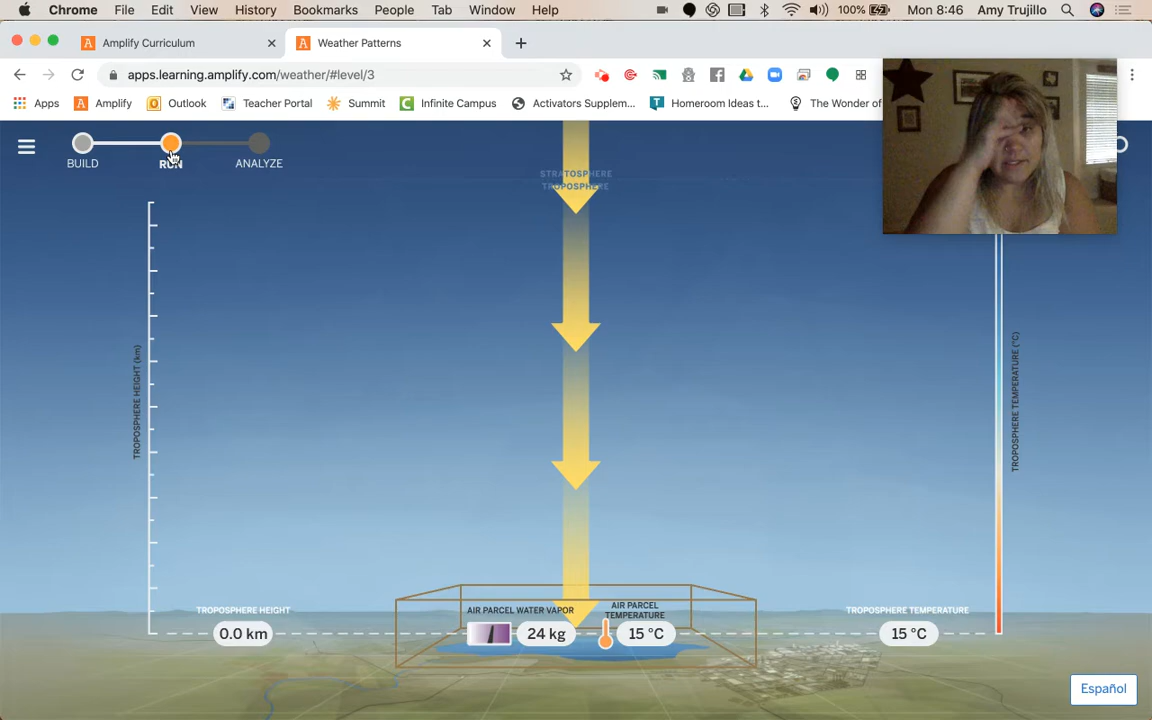 Chrome File Edit View History Bookmarks People Tab Window Help 100% Mon 8:46 Amy Trujillo
Amplify Curriculum Weather Patterns
apps.learning.amplify.com/weather/#level/3
Apps Amplify Outlook Teacher Portal Summit Infinite Campus Activators Supplem... Homeroom Ideas t... The Wonder of
BUILD RUN ANALYZE
STRATOSPHERE
TROPOSPHERE
TROPOSPHERE HEIGHT (km)
TROPOSPHERE TEMPERATURE (°C)
TROPOSPHERE HEIGHT
0.0 km
AIR PARCEL WATER VAPOR
24 kg
AIR PARCEL
TEMPERATURE
15 °C
TROPOSPHERE TEMPERATURE
15 °C
Español